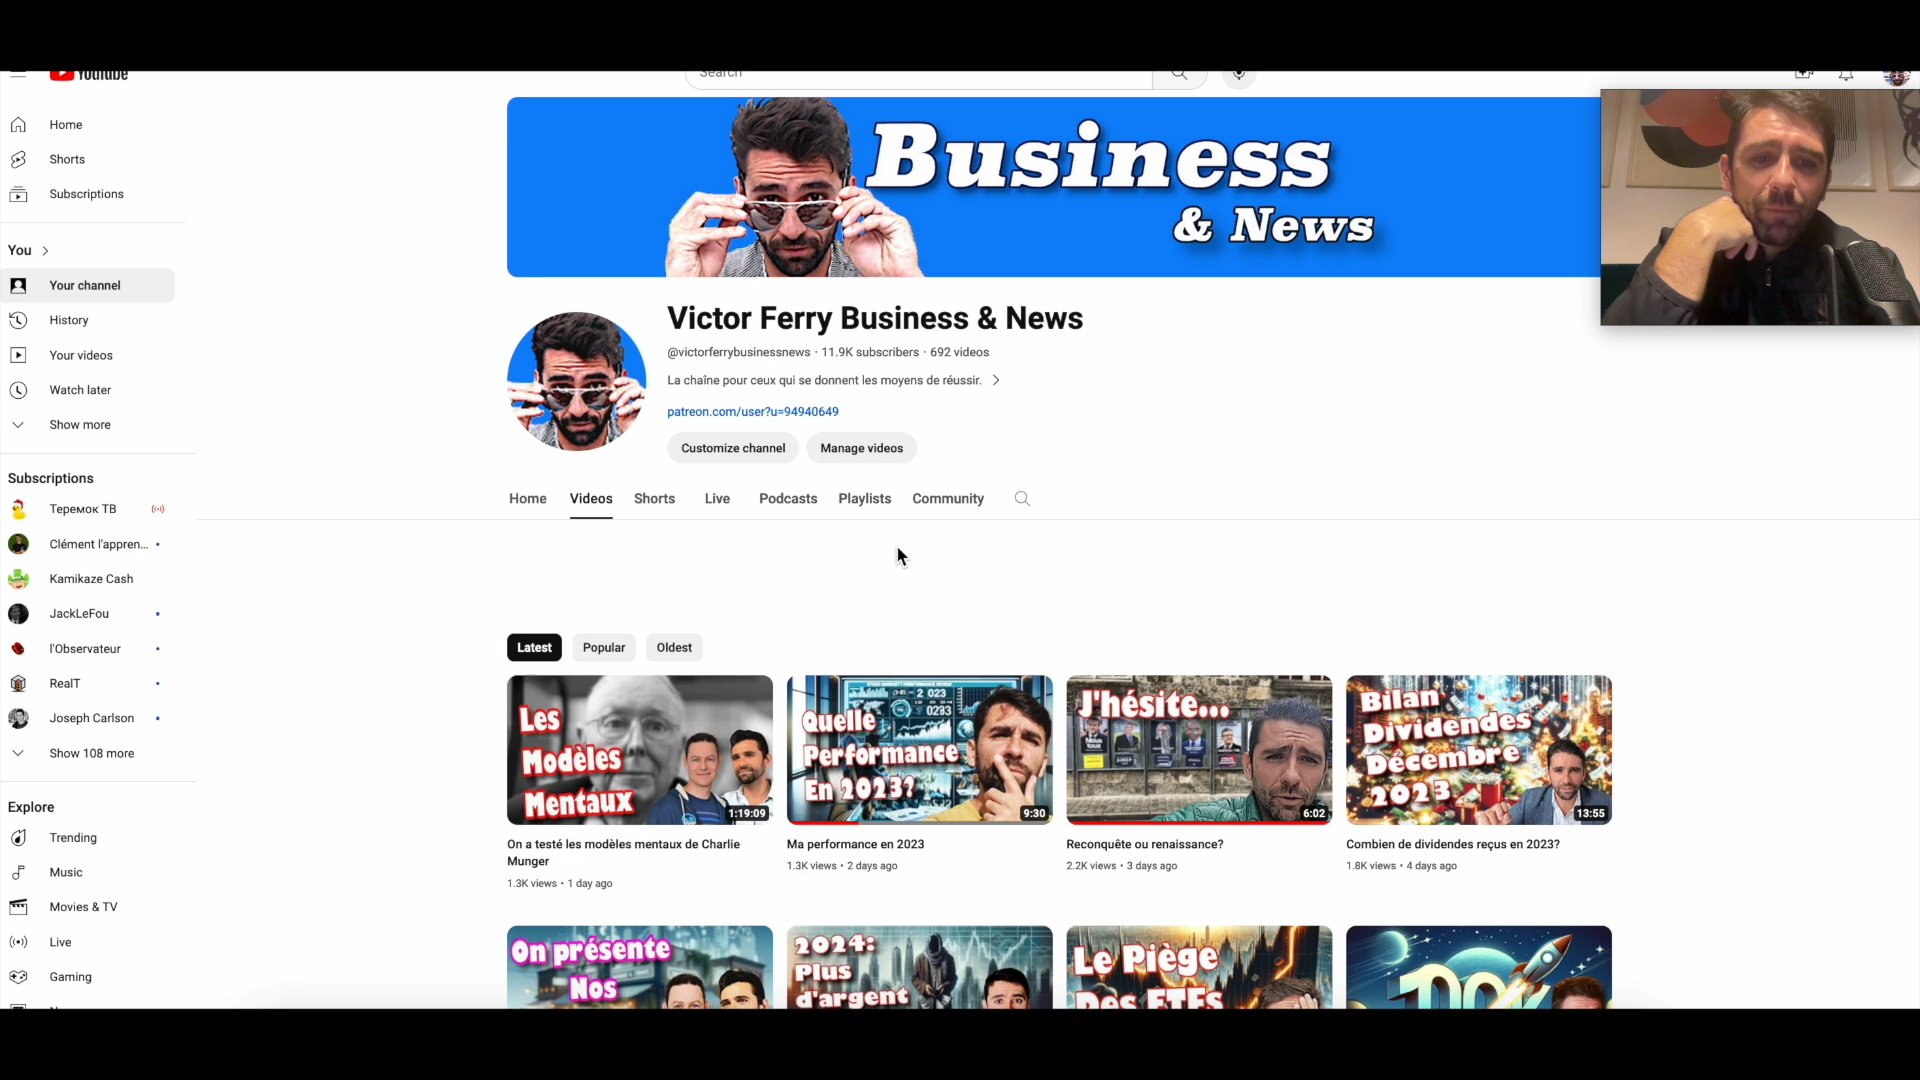 YouTube
Search
Home
Shorts
Subscriptions
You
Your channel
History
Your videos
Watch later
Show more
Subscriptions
Теремок ТВ
Clément l'appren...
Kamikaze Cash
JackLeFou
l'Observateur
RealT
Joseph Carlson
Show 108 more
Explore
Trending
Music
Movies & TV
Live
Gaming
Business
& News
Victor Ferry Business & News
@victorferrybusinessnews · 11.9K subscribers · 692 videos
La chaîne pour ceux qui se donnent les moyens de réussir.
patreon.com/user?u=94940649
Customize channel
Manage videos
Home Videos Shorts Live Podcasts Playlists Community
Latest Popular Oldest
Les
Modèles
Mentaux
1:19:09
On a testé les modèles mentaux de Charlie
Munger
1.3K views • 1 day ago
Quelle
Performance
En 2023?
9:30
Ma performance en 2023
1.3K views • 2 days ago
J'hésite...
6:02
Reconquête ou renaissance?
2.2K views • 3 days ago
Bilan
Dividendes
Décembre
2023
13:55
Combien de dividendes reçus en 2023?
1.8K views • 4 days ago
On présente
Nos
2024:
Plus
d'argent
Le Piège
Des ETFs
100K